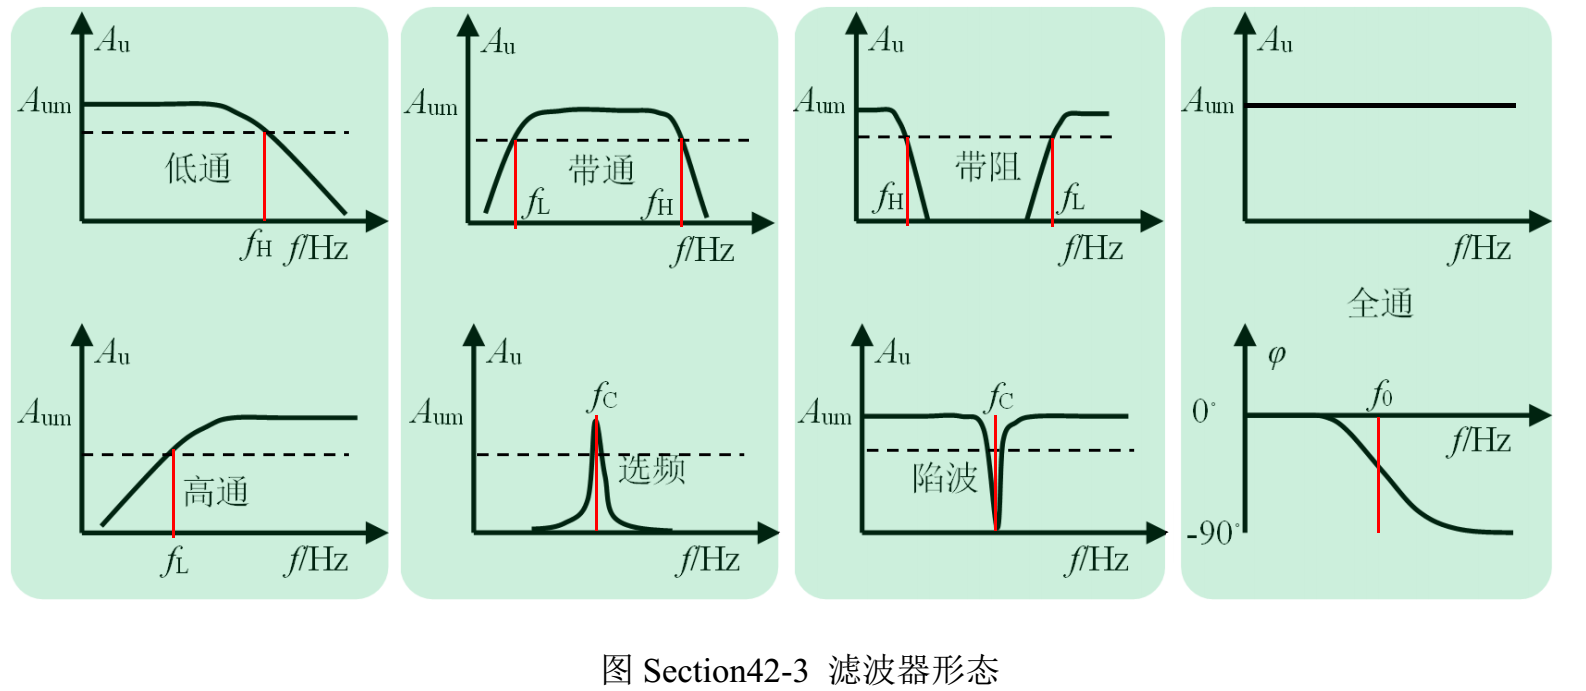 Au
Aum
低通
fH
f/Hz
Au
Aum
带通
fL
fH
f/Hz
Au
Aum
带阻
fH
fL
f/Hz
Au
Aum
f/Hz
全通
Au
Aum
高通
fL
f/Hz
Au
fC
Aum
选频
f/Hz
Au
fC
Aum
陷波
f/Hz
φ
f0
0°
f/Hz
-90°
图 Section42-3 滤波器形态